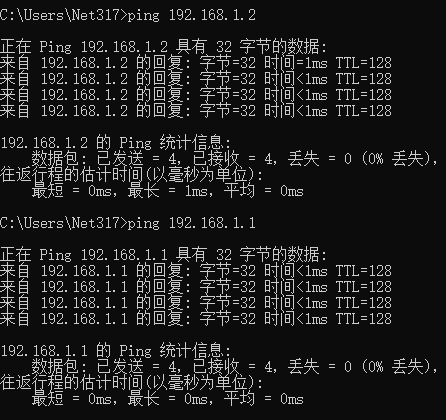 C:\Users\Net317>ping 192.168.1.2
正在 Ping 192.168.1.2 具有 32 字节的数据:
来自 192.168.1.2 的回复: 字节=32 时间=1ms TTL=128
来自 192.168.1.2 的回复: 字节=32 时间<1ms TTL=128
来自 192.168.1.2 的回复: 字节=32 时间<1ms TTL=128
来自 192.168.1.2 的回复: 字节=32 时间<1ms TTL=128
192.168.1.2 的 Ping 统计信息:
数据包: 已发送 = 4, 已接收 = 4, 丢失 = 0 (0% 丢失),
往返行程的估计时间(以毫秒为单位):
最短 = 0ms, 最长 = 1ms, 平均 = 0ms
C:\Users\Net317>ping 192.168.1.1
正在 Ping 192.168.1.1 具有 32 字节的数据:
来自 192.168.1.1 的回复: 字节=32 时间<1ms TTL=128
来自 192.168.1.1 的回复: 字节=32 时间<1ms TTL=128
来自 192.168.1.1 的回复: 字节=32 时间<1ms TTL=128
来自 192.168.1.1 的回复: 字节=32 时间<1ms TTL=128
192.168.1.1 的 Ping 统计信息:
数据包: 已发送 = 4, 已接收 = 4, 丢失 = 0 (0% 丢失),
往返行程的估计时间(以毫秒为单位):
最短 = 0ms, 最长 = 0ms, 平均 = 0ms